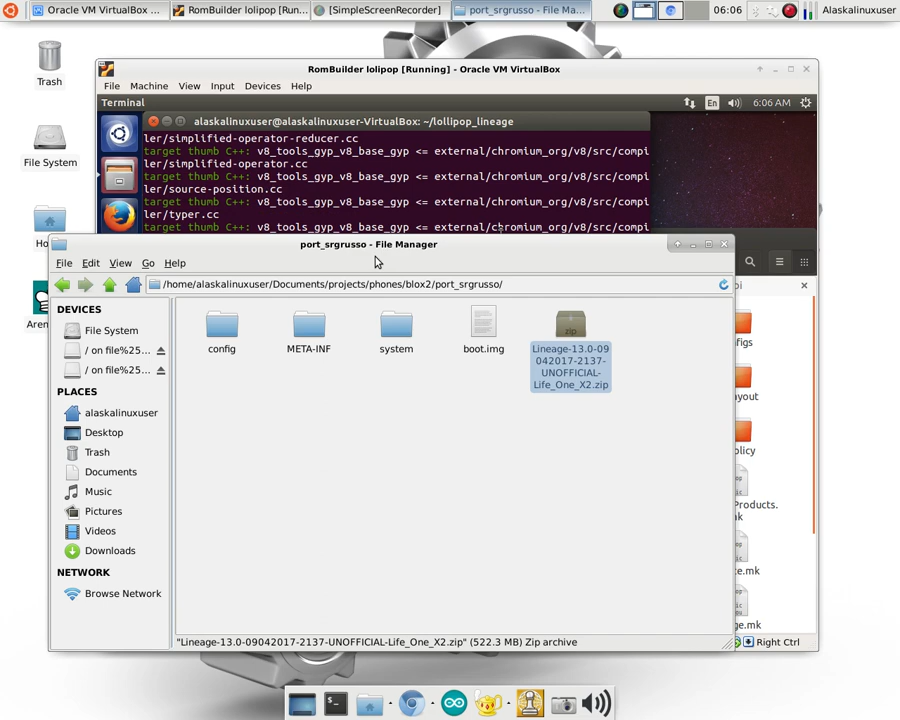 Oracle VM VirtualBox
RomBuilder lolipop [Run...
[SimpleScreenRecorder]
port_srgrusso - File Ma...
06:06
Alaskalinuxuser
Trash
File System
Ho
Aren
RomBuilder lolipop [Running] - Oracle VM VirtualBox
File Machine View Input Devices Help
Terminal
En
6:06 AM
alaskalinuxuser@alaskalinuxuser-VirtualBox: ~/lollipop_lineage
ler/simplified-operator-reducer.cc
target thumb C++: v8_tools_gyp_v8_base_gyp <= external/chromium_org/v8/src/compi
ler/simplified-operator.cc
target thumb C++: v8_tools_gyp_v8_base_gyp <= external/chromium_org/v8/src/compi
ler/source-position.cc
target thumb C++: v8_tools_gyp_v8_base_gyp <= external/chromium_org/v8/src/compi
ler/typer.cc
target thumb C++: v8_tools_gyp_v8_base_gyp <= external/chromium_org/v8/src/compi
port_srgrusso - File Manager
File Edit View Go Help
/home/alaskalinuxuser/Documents/projects/phones/blox2/port_srgrusso/
DEVICES
File System
/ on file%25...
/ on file%25...
PLACES
alaskalinuxuser
Desktop
Trash
Documents
Music
Pictures
Videos
Downloads
NETWORK
Browse Network
config
META-INF
system
boot.img
zip
Lineage-13.0-09
042017-2137-
UNOFFICIAL-
Life_One_X2.zip
"Lineage-13.0-09042017-2137-UNOFFICIAL-Life_One_X2.zip" (522.3 MB) Zip archive
oi
nfigs
ayout
olicy
Products.
nk
ce.mk
ge.mk
Right Ctrl